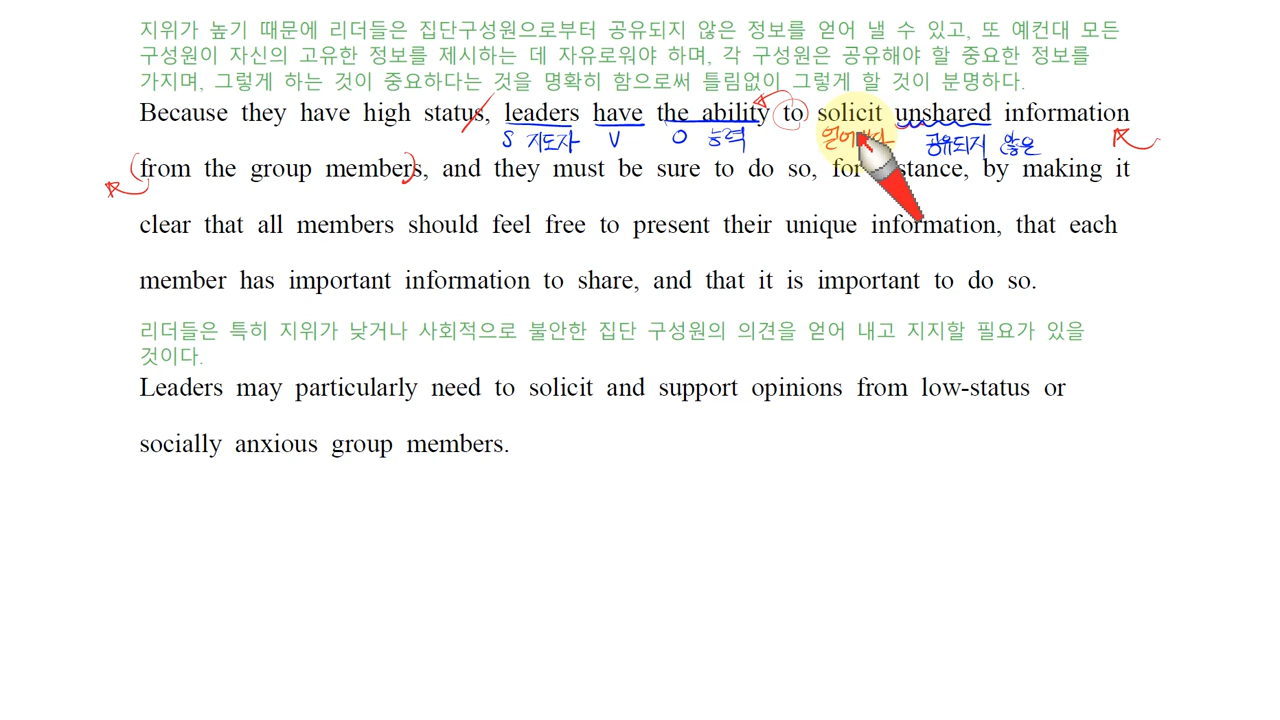 지위가 높기 때문에 리더들은 집단구성원으로부터 공유되지 않은 정보를 얻어 낼 수 있고, 또 예컨대 모든
구성원이 자신의 고유한 정보를 제시하는 데 자유로워야 하며, 각 구성원은 공유해야 할 중요한 정보를
가지며, 그렇게 하는 것이 중요하다는 것을 명확히 함으로써 틀림없이 그렇게 할 것이 분명하다.
Because they have high status, leaders have the ability to solicit unshared information
S 지도자 V O 능력 공유되지 않은
from the group members, and they must be sure to do so, for stance, by making it
clear that all members should feel free to present their unique information, that each
member has important information to share, and that it is important to do so.
리더들은 특히 지위가 낮거나 사회적으로 불안한 집단 구성원의 의견을 얻어 내고 지지할 필요가 있을
것이다.
Leaders may particularly need to solicit and support opinions from low-status or
socially anxious group members.